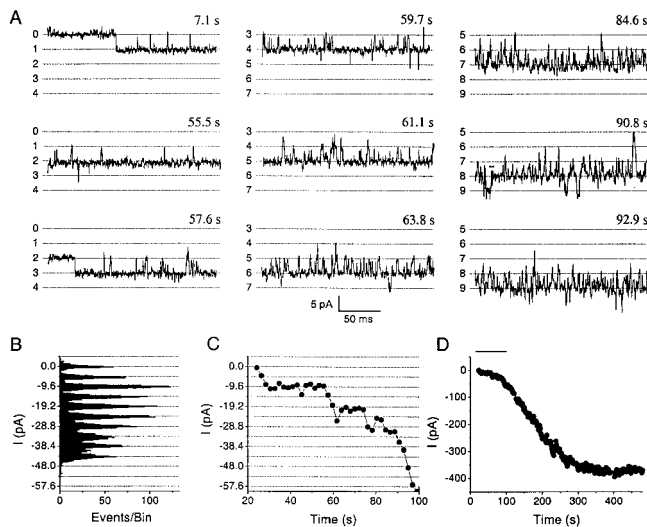 A
7.1 s
0
1
2
3
4
59.7 s
3
4
5
6
7
84.6 s
5
6
7
8
9
55.5 s
0
1
2
3
4
61.1 s
3
4
5
6
7
90.8 s
5
6
7
8
9
57.6 s
0
1
2
3
4
63.8 s
3
4
5
6
7
92.9 s
5
6
7
8
9
5 pA
50 ms
B
I (pA)
0.0
-9.6
-19.2
-28.8
-38.4
-48.0
-57.6
0 50 100
Events/Bin
C
I (pA)
0.0
-9.6
-19.2
-28.8
-38.4
-48.0
-57.6
20 40 60 80 100
Time (s)
D
I (pA)
0
-100
-200
-300
-400
0 100 200 300 400
Time (s)